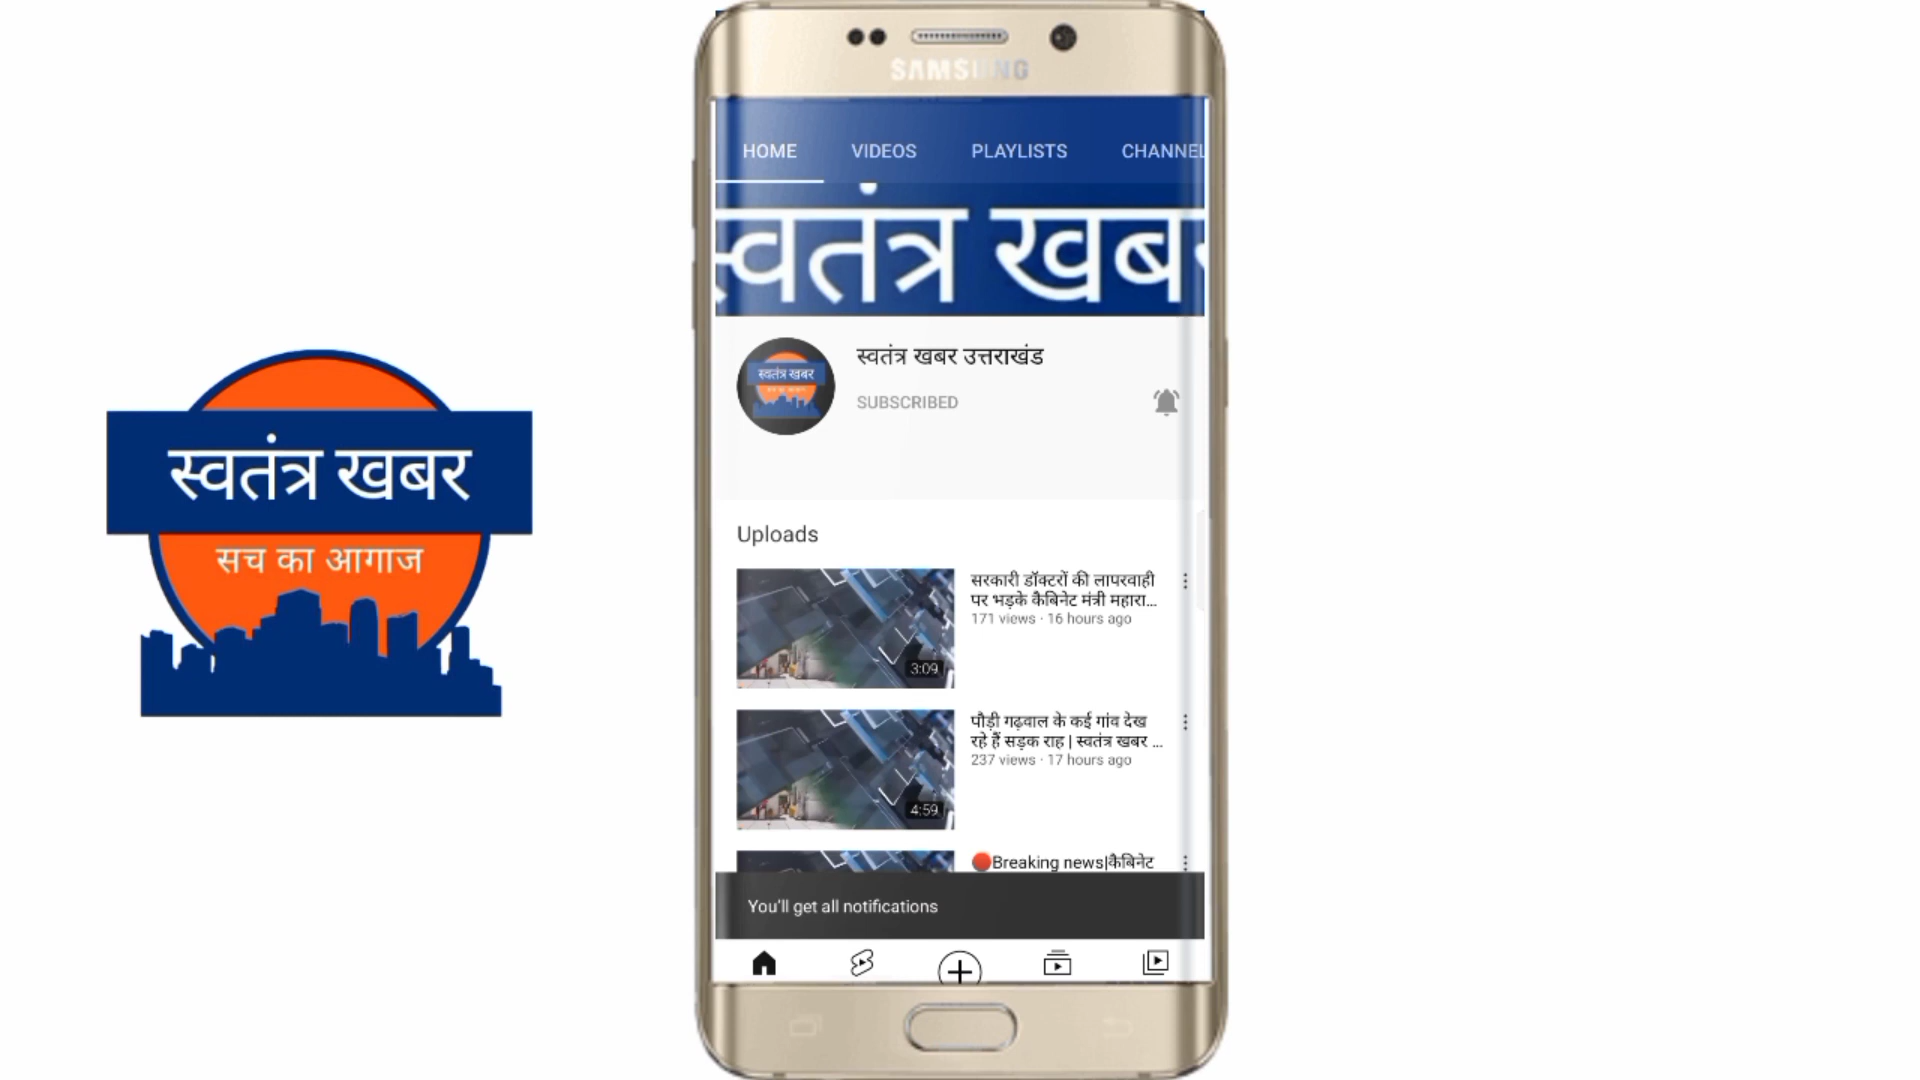 स्वतंत्र खबर
सच का आगाज
SAMSUNG
HOME VIDEOS PLAYLISTS CHANNEL
स्वतंत्र खबर
स्वतंत्र खबर
स्वतंत्र खबर उत्तराखंड
SUBSCRIBED
Uploads
सरकारी डॉक्टरों की लापरवाही
पर भड़के कैबिनेट मंत्री महारा...
171 views · 16 hours ago
3:09
पौड़ी गढ़वाल के कई गांव देख
रहे हैं सड़क राह | स्वतंत्र खबर ...
237 views · 17 hours ago
4:59
🔴Breaking news|कैबिनेट
You'll get all notifications